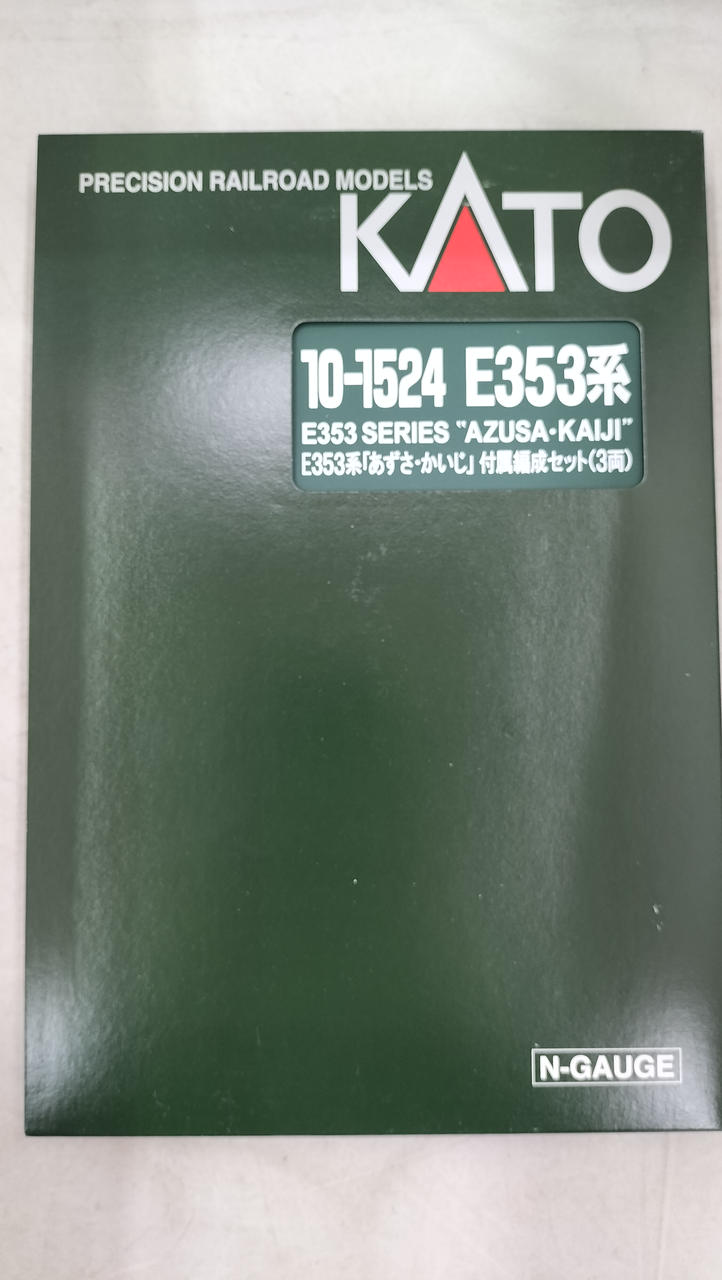 PRECISION RAILROAD MODELS
KATO
10-1524 E353系
E353 SERIES "AZUSA･KAIJI"
E353系｢あずさ･かいじ｣ 付属編成セット(3両)
N-GAUGE